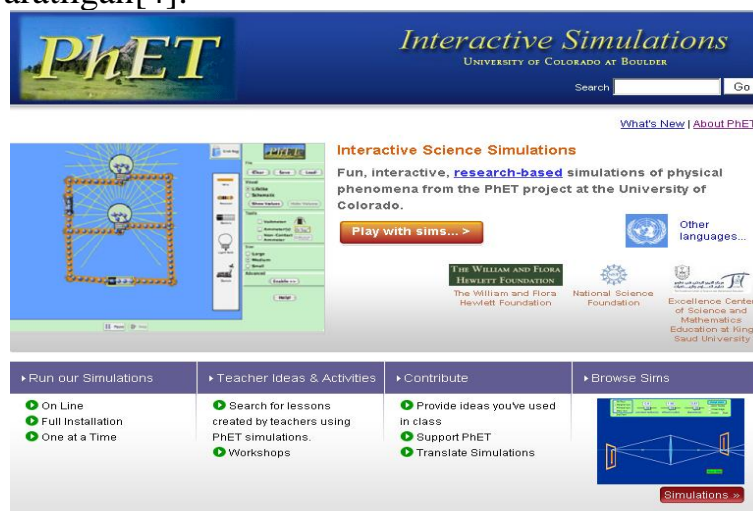 PhET
Interactive Simulations
UNIVERSITY OF COLORADO AT BOULDER
Search
Go
What's New | About PhET
Interactive Science Simulations
Fun, interactive, research-based simulations of physical
phenomena from the PhET project at the University of
Colorado.
Play with sims... >
Other
languages...
THE WILLIAM AND FLORA
HEWLETT FOUNDATION
The William and Flora
Hewlett Foundation
National Science
Foundation
Excellence Center
of Science and
Mathematics
Education at King
Saud University
Run our Simulations
On Line
Full Installation
One at a Time
Teacher Ideas & Activities
Search for lessons
created by teachers using
PhET simulations.
Workshops
Contribute
Provide ideas you've used
in class
Support PhET
Translate Simulations
Browse Sims
Simulations »